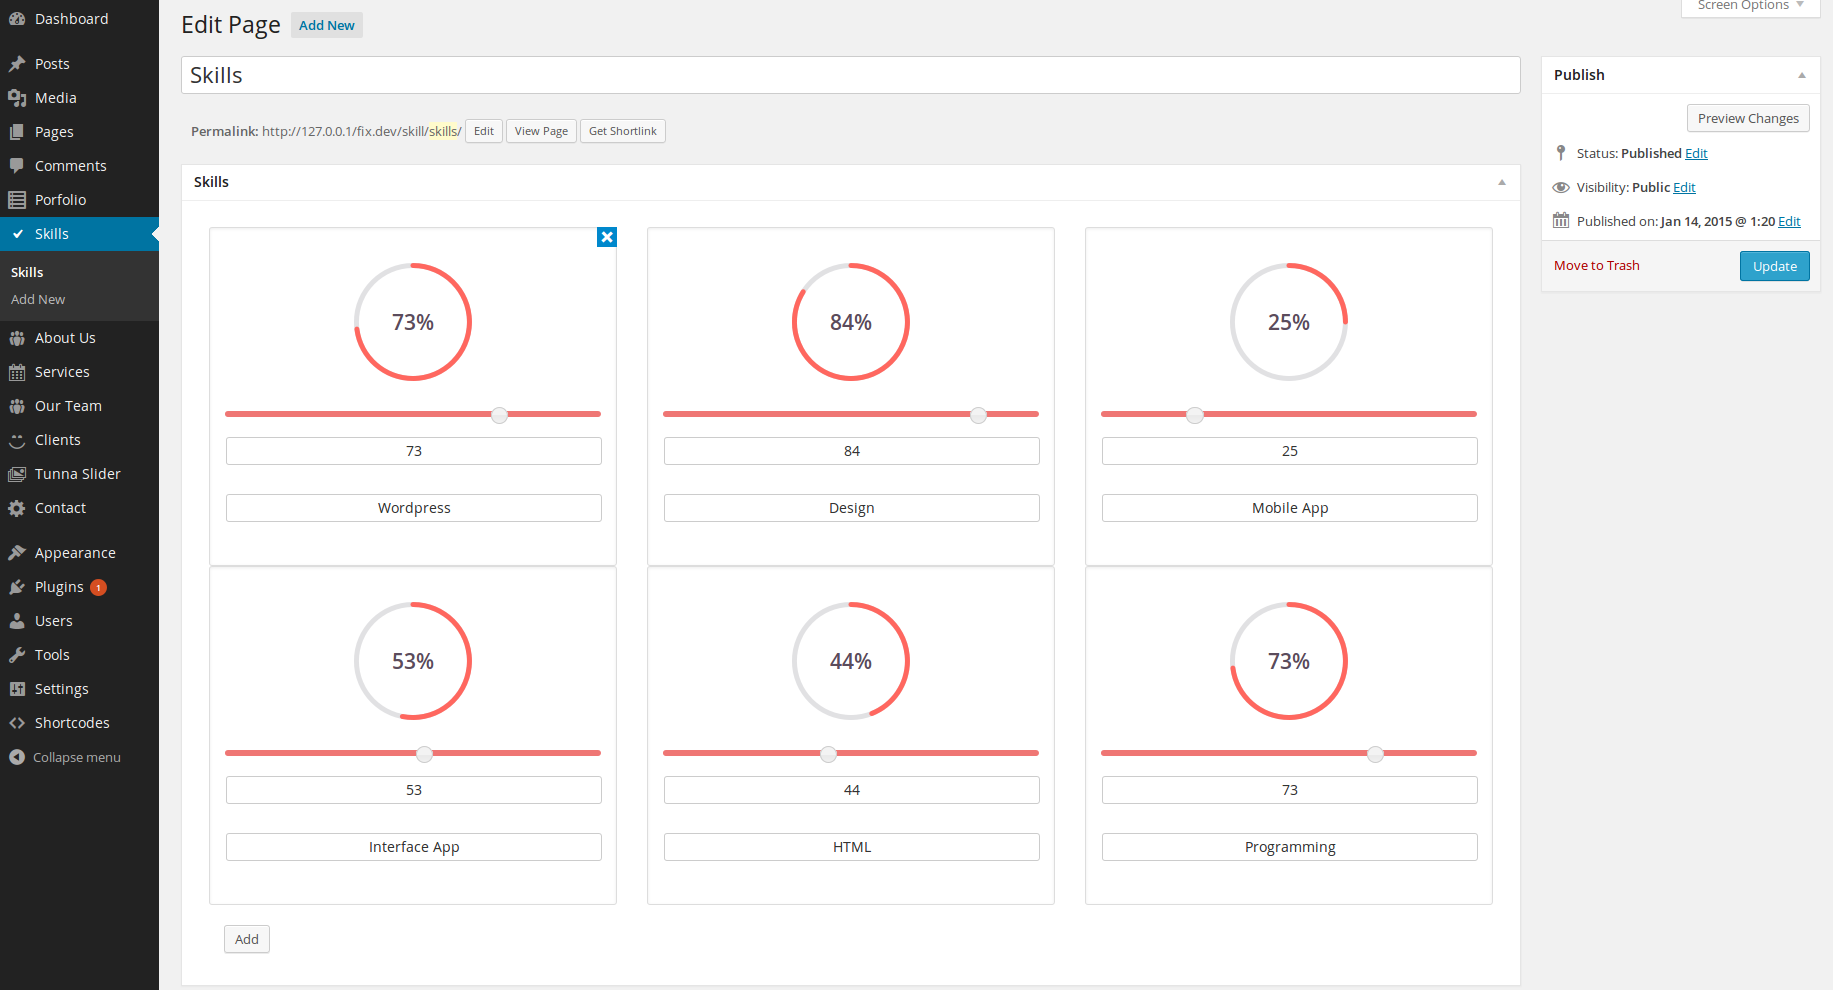 Dashboard
Posts
Media
Pages
Comments
Porfolio
Skills
Skills
Add New
About Us
Services
Our Team
Clients
Tunna Slider
Contact
Appearance
Plugins 1
Users
Tools
Settings
Shortcodes
Collapse menu
Screen Options
Edit Page Add New
Skills
Permalink: http://127.0.0.1/fix.dev/skill/skills/ Edit View Page Get Shortlink
Skills
73% 84% 25%
73 84 25
Wordpress Design Mobile App
53% 44% 73%
53 44 73
Interface App HTML Programming
Add
Publish
Preview Changes
Status: Published Edit
Visibility: Public Edit
Published on: Jan 14, 2015 @ 1:20 Edit
Move to Trash Update